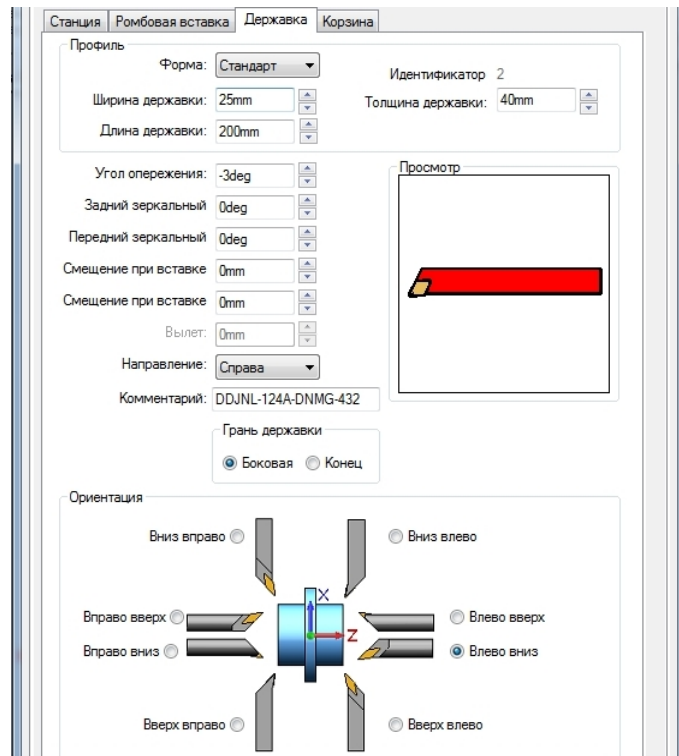 Станция Ромбовая вставка Державка Корзина
Профиль
Форма: Стандарт
Идентификатор 2
Ширина державки: 25mm
Толщина державки: 40mm
Длина державки: 200mm
Угол опережения: -3deg
Просмотр
Задний зеркальный 0deg
Передний зеркальный 0deg
Смещение при вставке 0mm
Смещение при вставке 0mm
Вылет: 0mm
Направление: Справа
Комментарий: DDJNL-124A-DNMG-432
Грань державки
Боковая Конец
Ориентация
Вниз вправо Вниз влево
X
Вправо вверх Влево вверх
Z
Вправо вниз Влево вниз
Вверх вправо Вверх влево